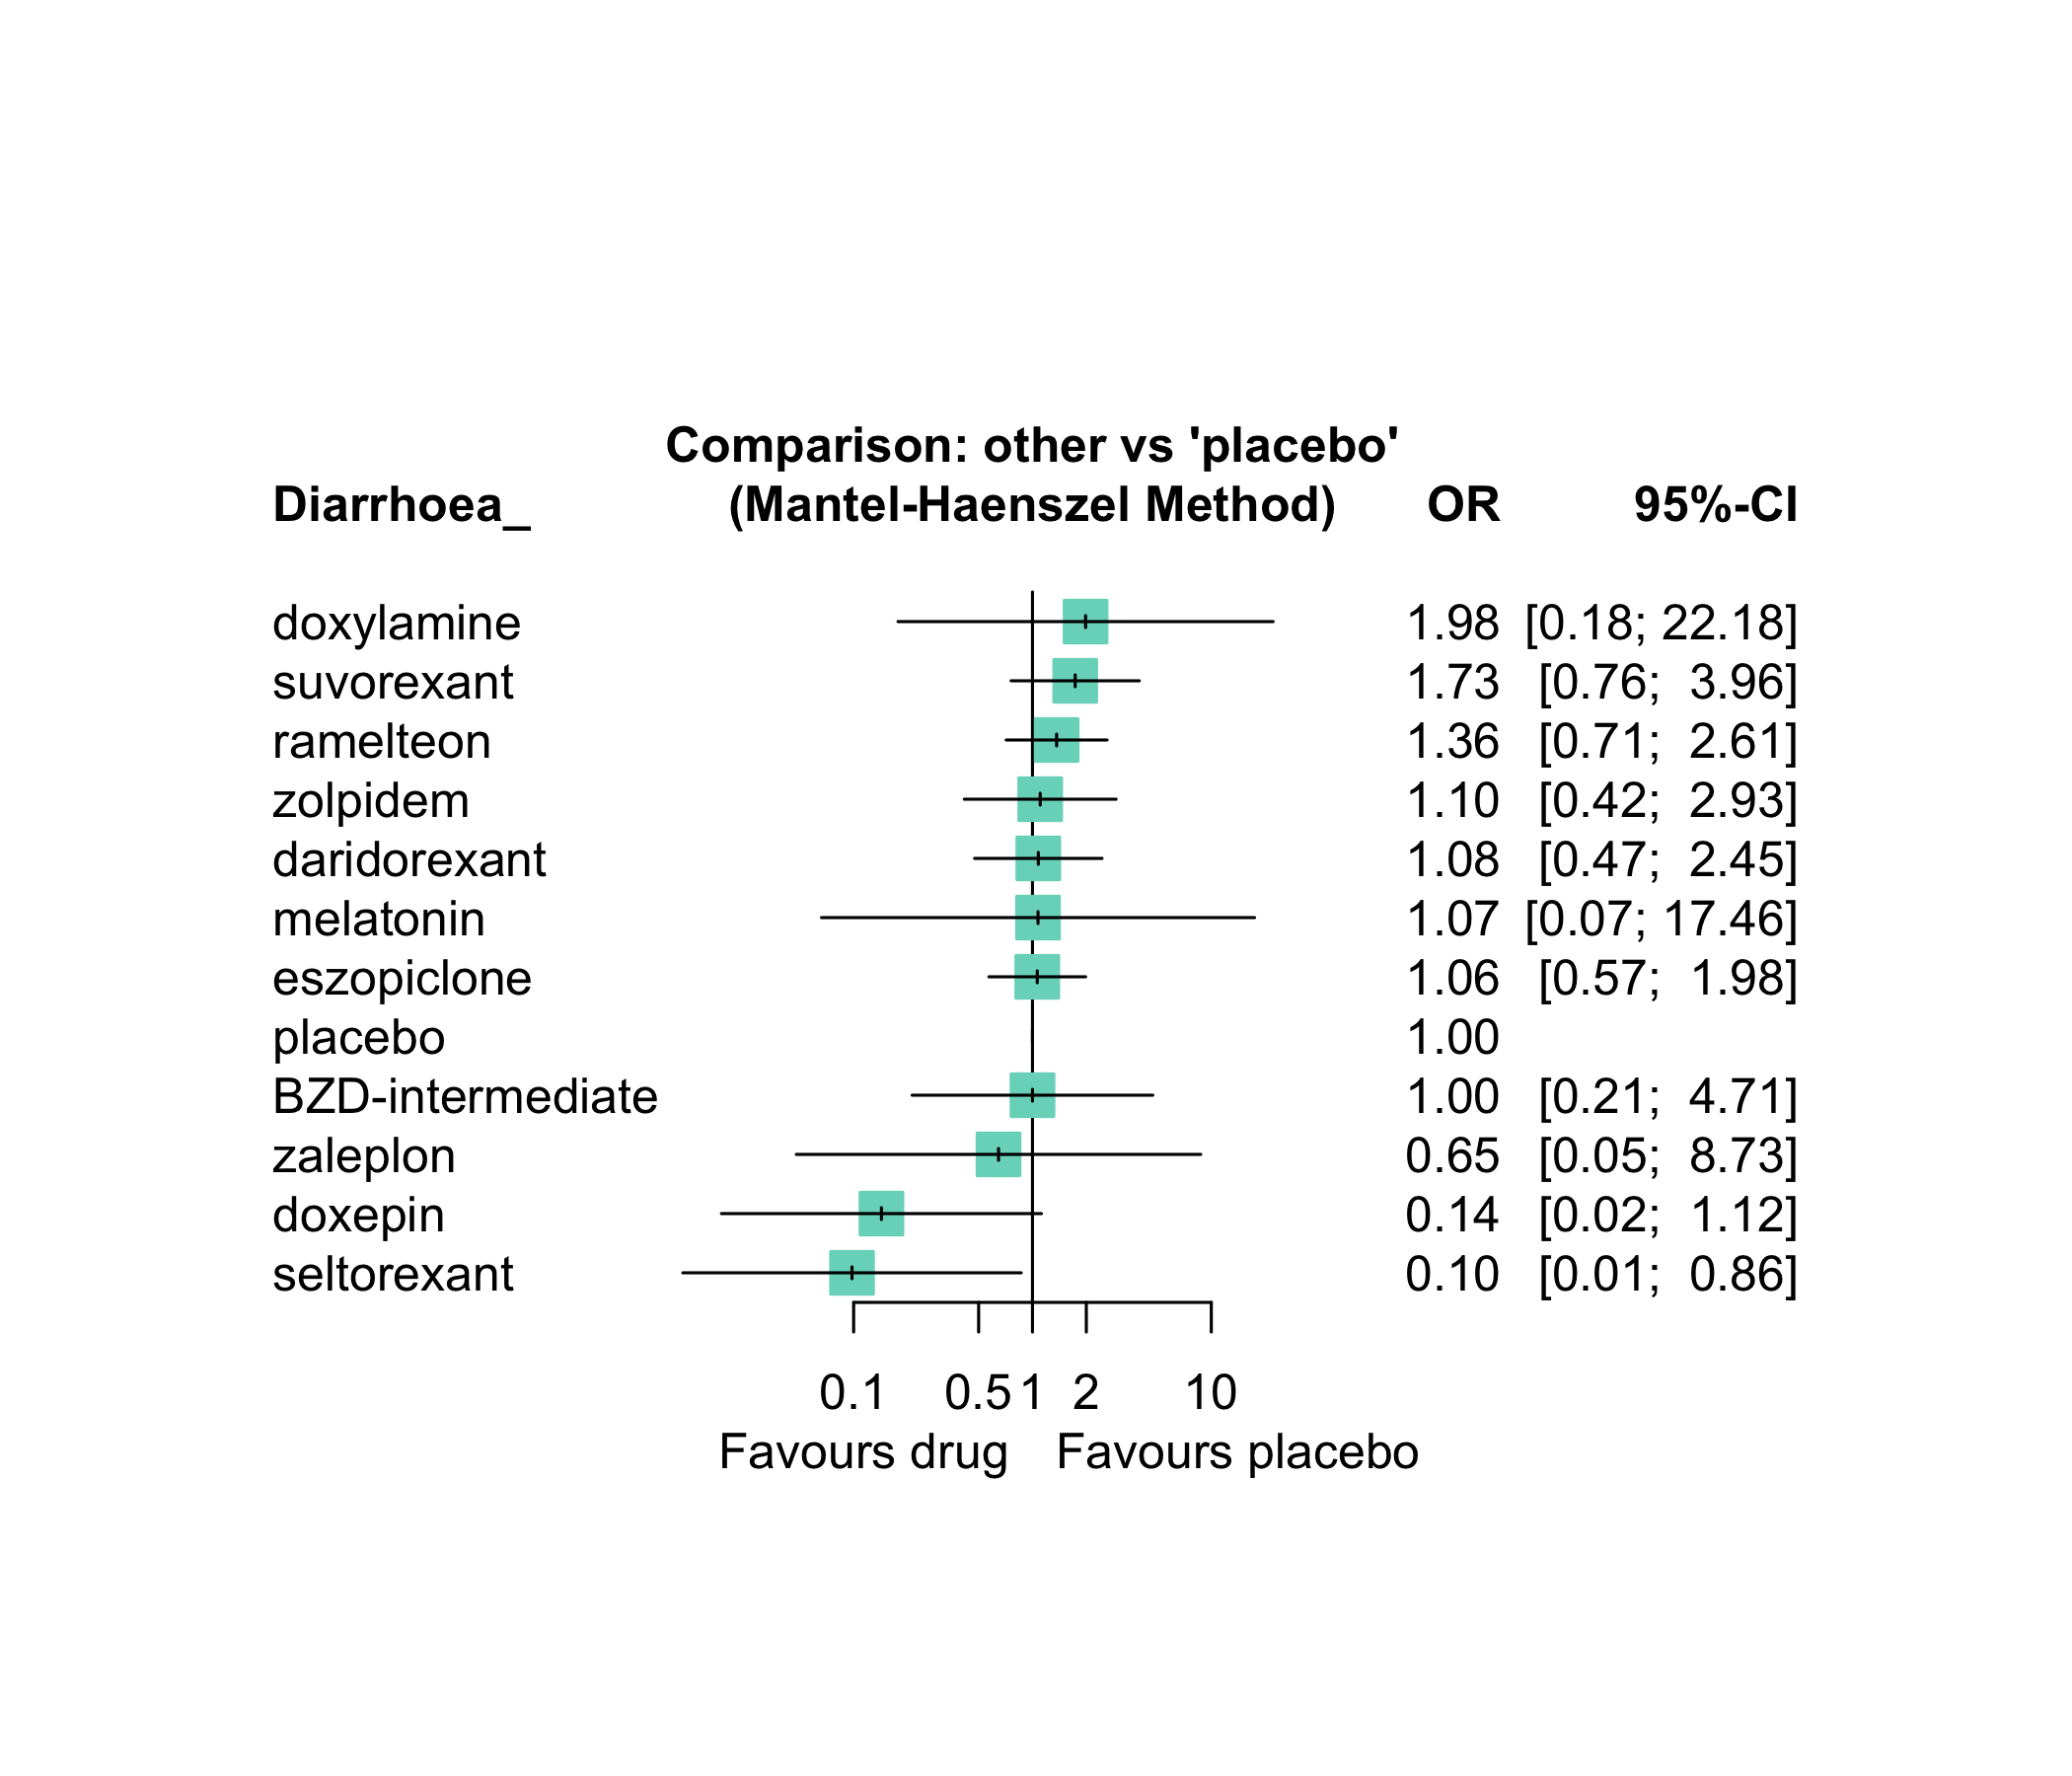 Comparison: other vs 'placebo'
Diarrhoea_ (Mantel-Haenszel Method) OR 95%-CI
doxylamine 1.98 [0.18; 22.18]
suvorexant 1.73 [0.76; 3.96]
ramelteon 1.36 [0.71; 2.61]
zolpidem 1.10 [0.42; 2.93]
daridorexant 1.08 [0.47; 2.45]
melatonin 1.07 [0.07; 17.46]
eszopiclone 1.06 [0.57; 1.98]
placebo 1.00
BZD-intermediate 1.00 [0.21; 4.71]
zaleplon 0.65 [0.05; 8.73]
doxepin 0.14 [0.02; 1.12]
seltorexant 0.10 [0.01; 0.86]
0.1 0.5 1 2 10
Favours drug Favours placebo